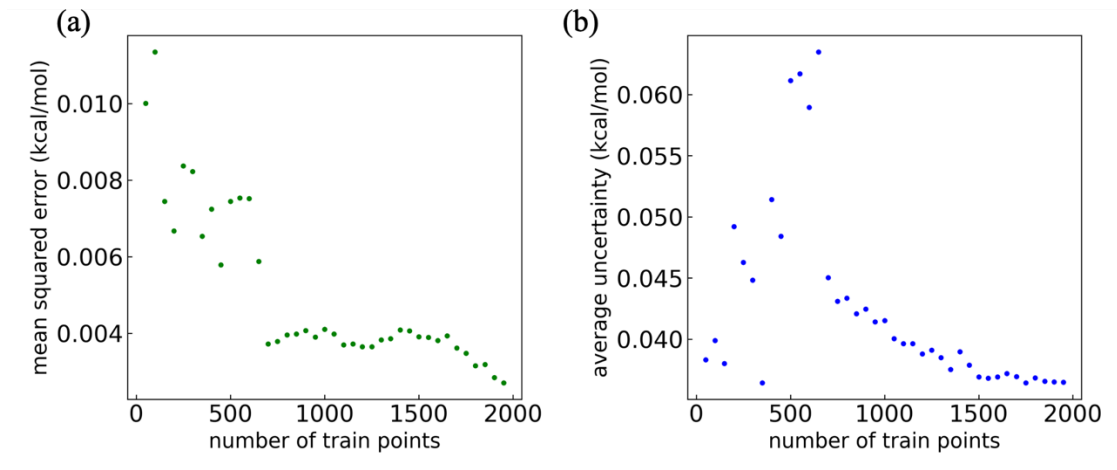 (a)
mean squared error (kcal/mol)
0.010
0.008
0.006
0.004
0 500 1000 1500 2000
number of train points
(b)
average uncertainty (kcal/mol)
0.060
0.055
0.050
0.045
0.040
0 500 1000 1500 2000
number of train points